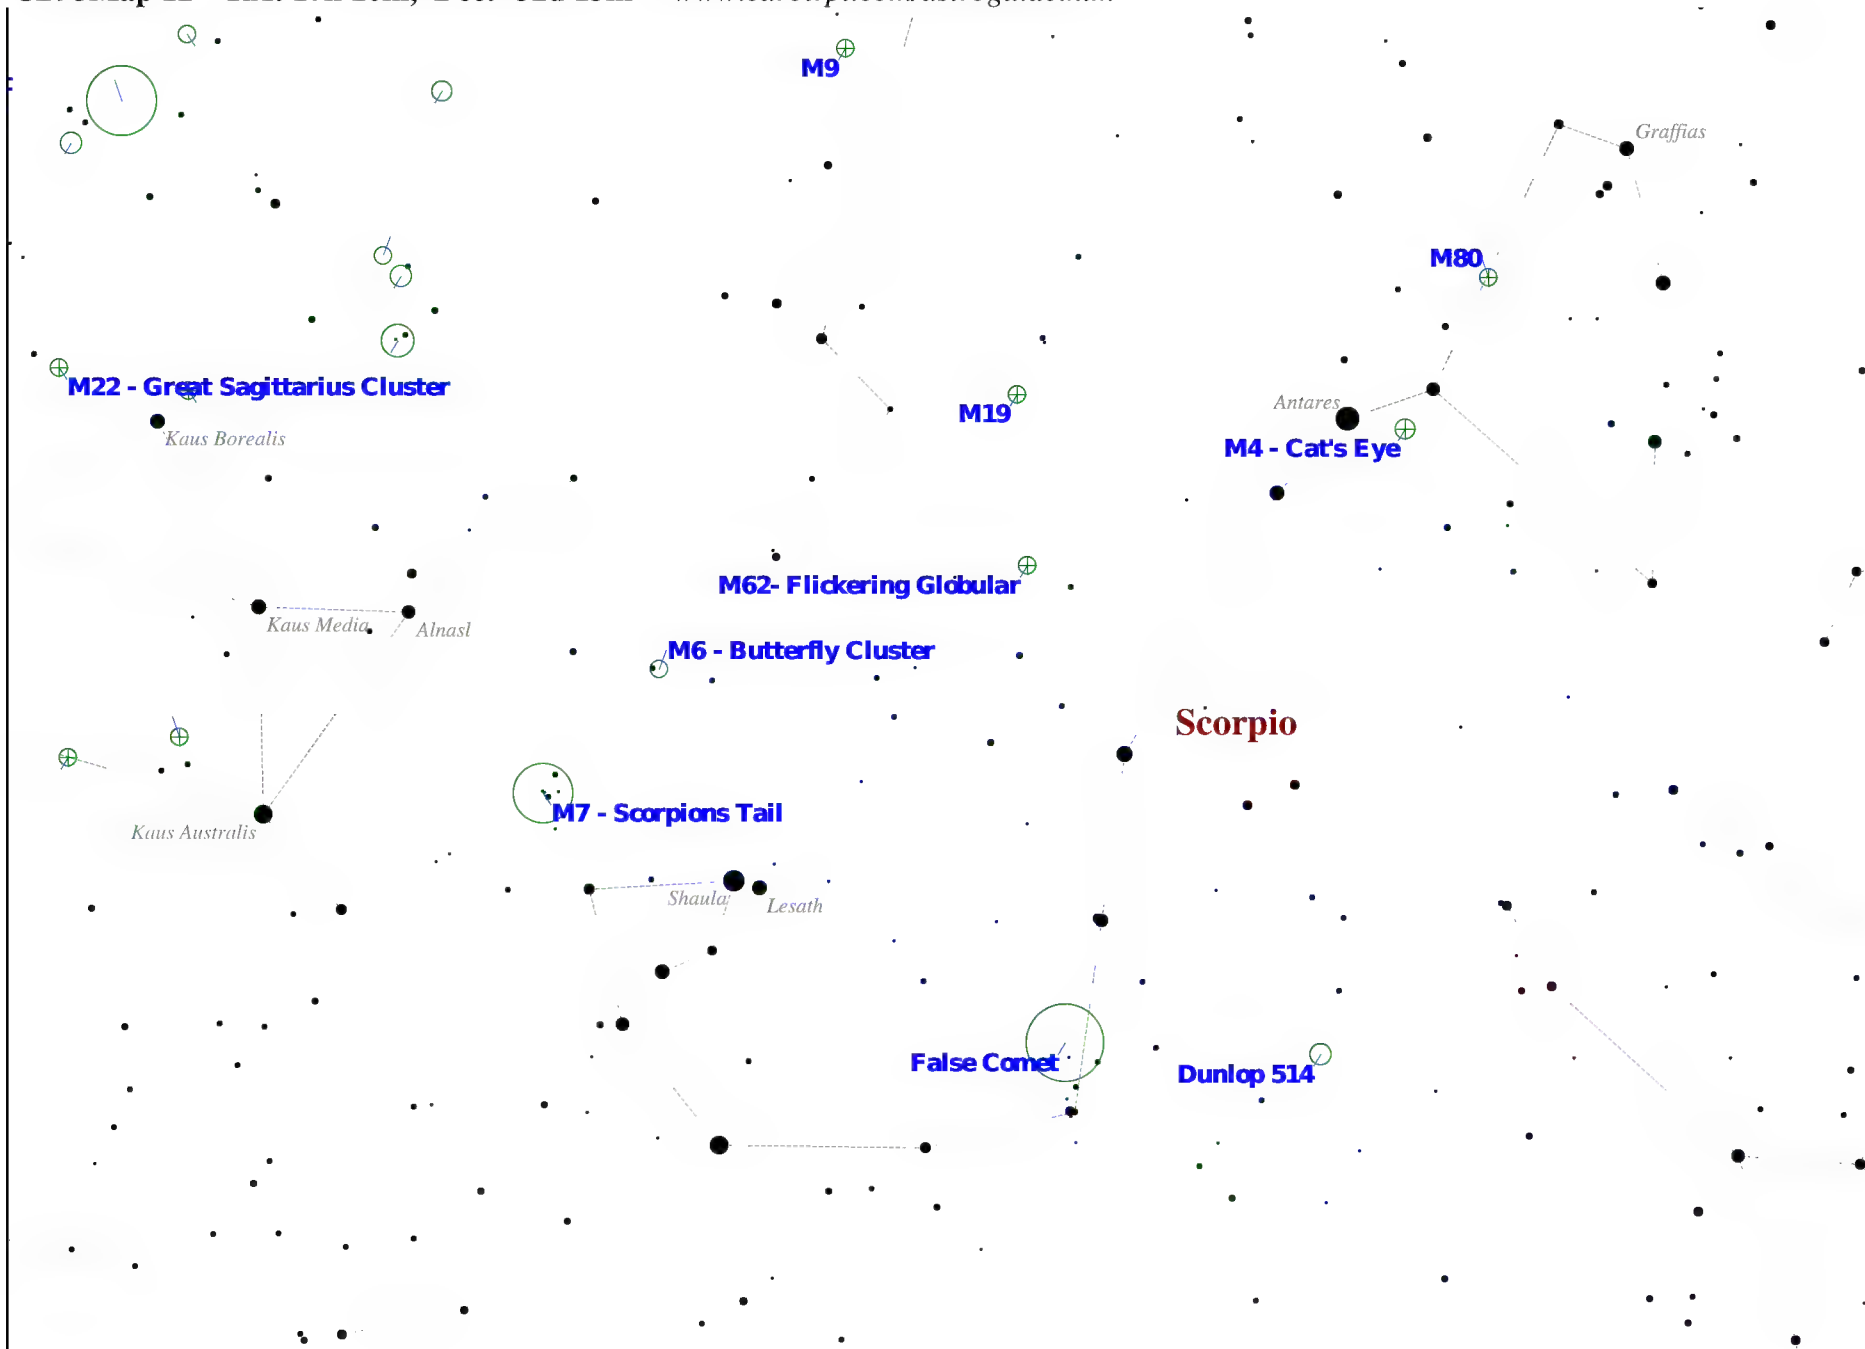 M9
Graffias
M80
M22 - Great Sagittarius Cluster
Antares
M19
Kaus Borealis
M4 - Cat's Eye
M62- Flickering Globular
Kaus Media
Alnasl
M6 - Butterfly Cluster
Scorpio
M7 - Scorpions Tail
Kaus Australis
Shaula
Lesath
False Comet
Dunlop 514